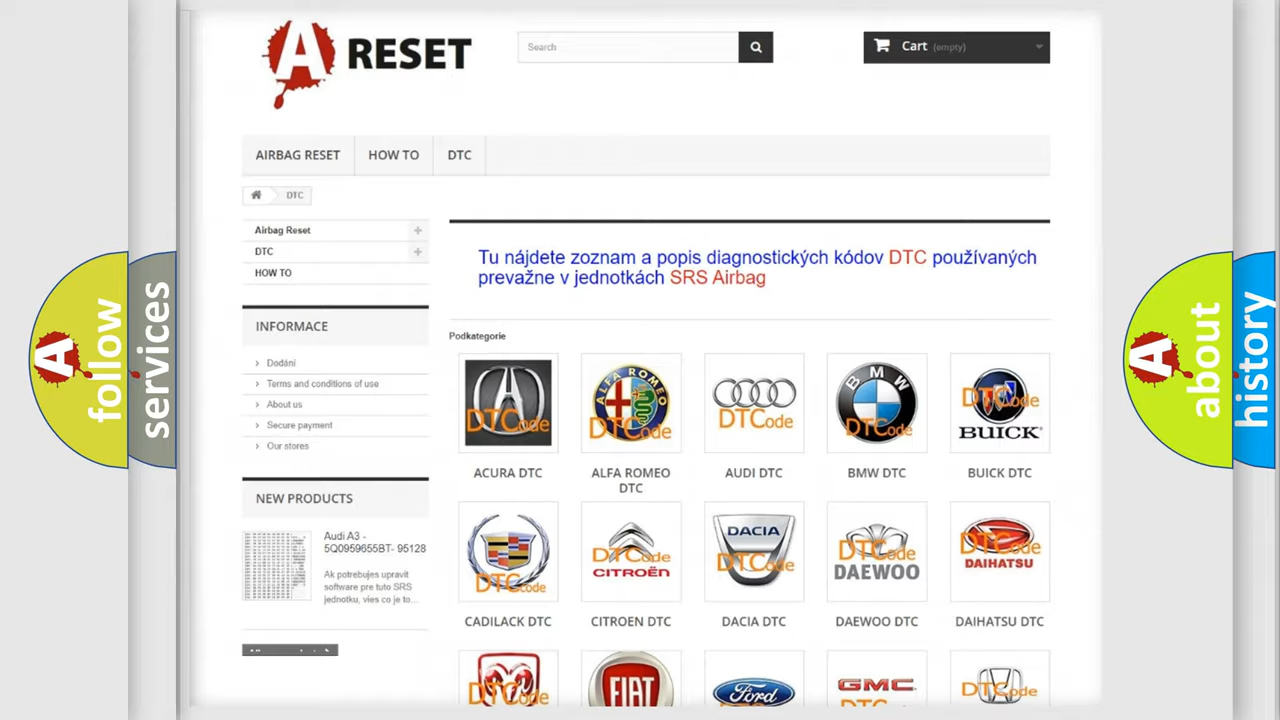 A RESET
Search
Cart (empty)
AIRBAG RESET
HOW TO
DTC
DTC
Airbag Reset
DTC
HOW TO
INFORMACE
Dodání
Terms and conditions of use
About us
Secure payment
Our stores
NEW PRODUCTS
Audi A3 -
5Q0959655BT- 95128
Ak potrebujes upravit
software pre tuto SRS
jednotku, vies co je to...
Tu nájdete zoznam a popis diagnostických kódov DTC používaných
prevažne v jednotkách SRS Airbag
Podkategorie
DTCode
ALFA ROMEO
DTCode
DTCode
BMW
DTCode
DTCode
BUICK
ACURA DTC
ALFA ROMEO
DTC
AUDI DTC
BMW DTC
BUICK DTC
DTCode
DTCode
CITROËN
DACIA
DTCode
DTCode
DAEWOO
DTCode
DAIHATSU
CADILACK DTC
CITROEN DTC
DACIA DTC
DAEWOO DTC
DAIHATSU DTC
DTCode
FIAT
Ford
GMC
DTCode
A follow
services
A about
history